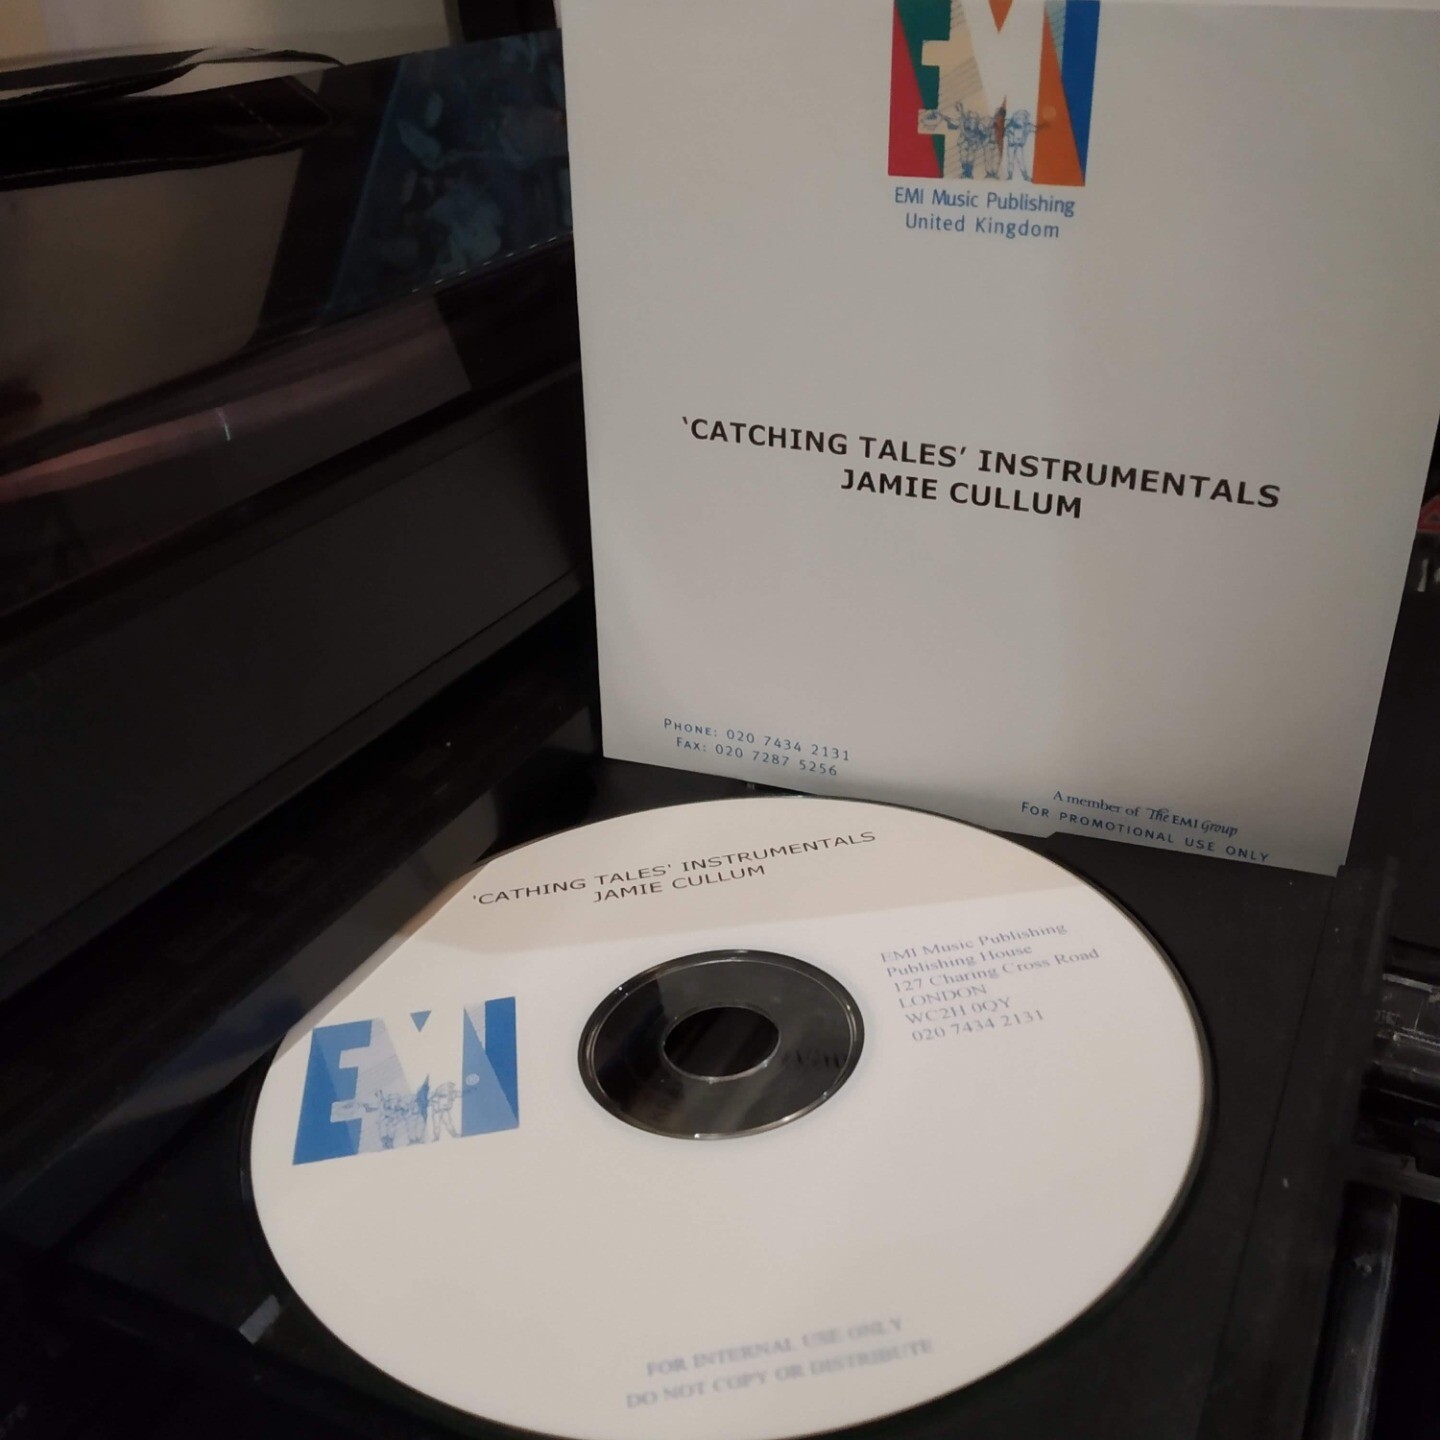 EMI
EMI Music Publishing
United Kingdom
‘CATCHING TALES’ INSTRUMENTALS
JAMIE CULLUM
PHONE: 020 7434 2131
FAX: 020 7287 5256
A member of The EMI Group
FOR PROMOTIONAL USE ONLY
'CATHING TALES' INSTRUMENTALS
JAMIE CULLUM
EMI Music Publishing
Publishing House
127 Charing Cross Road
LONDON
WC2H 0QY
020 7434 2131
EMI®
FOR INTERNAL USE ONLY
DO NOT COPY OR DISTRIBUTE